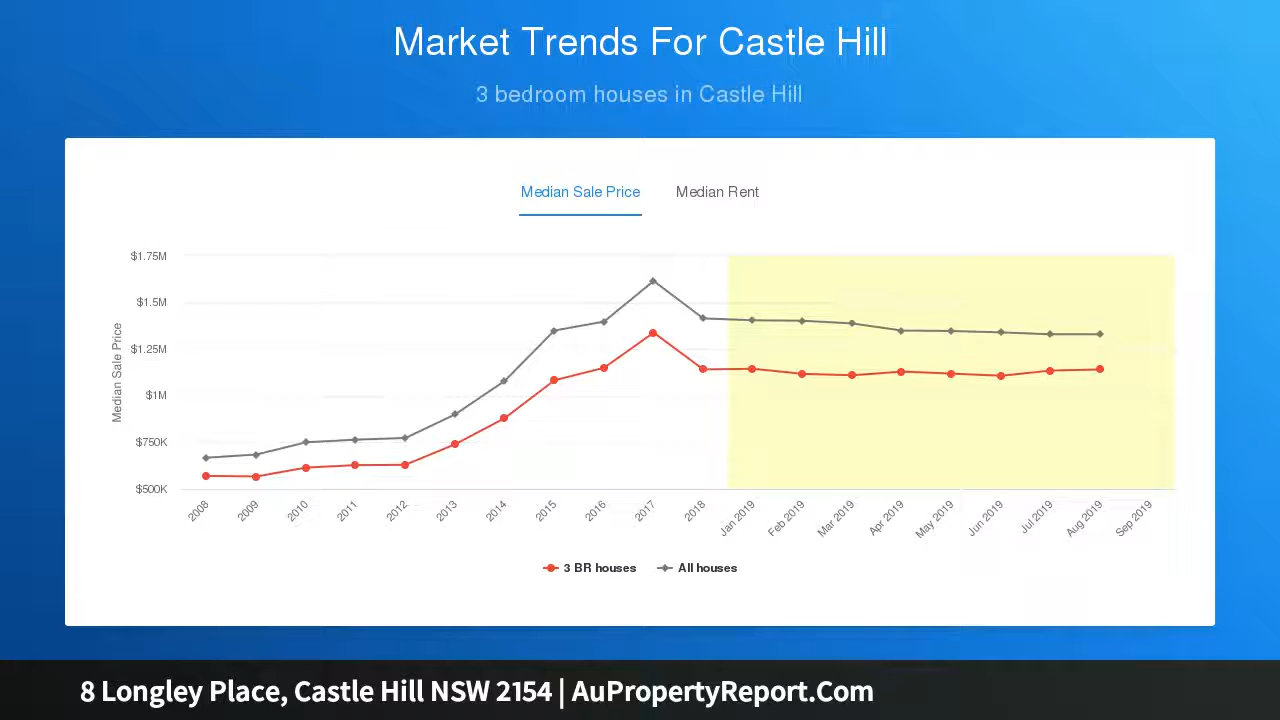 Market Trends For Castle Hill
3 bedroom houses in Castle Hill
Median Sale Price
Median Rent
$1.75M
$1.5M
$1.25M
$1M
$750K
$500K
Median Sale Price
2008
2009
2010
2011
2012
2013
2014
2015
2016
2017
2018
Jan 2019
Feb 2019
Mar 2019
Apr 2019
May 2019
Jun 2019
Jul 2019
Aug 2019
Sep 2019
3 BR houses
All houses
8 Longley Place, Castle Hill NSW 2154 | AuPropertyReport.Com